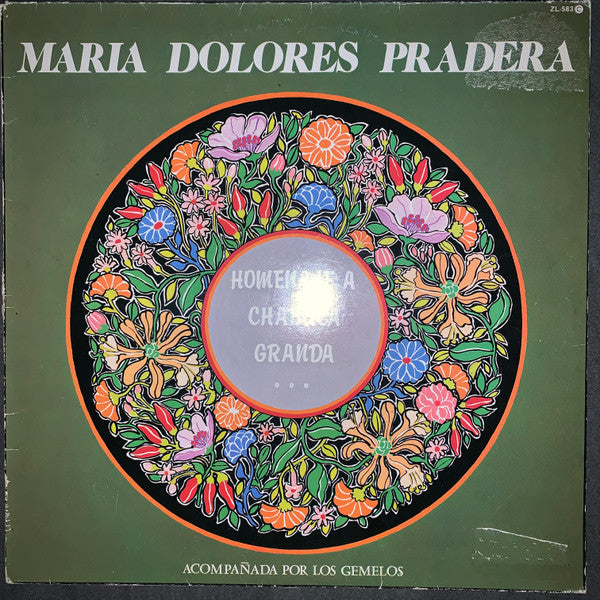 ZL-583 C
MARIA DOLORES PRADERA
HOMENAJE A
CHABUCA
GRANDA
...
ACOMPAÑADA POR LOS GEMELOS